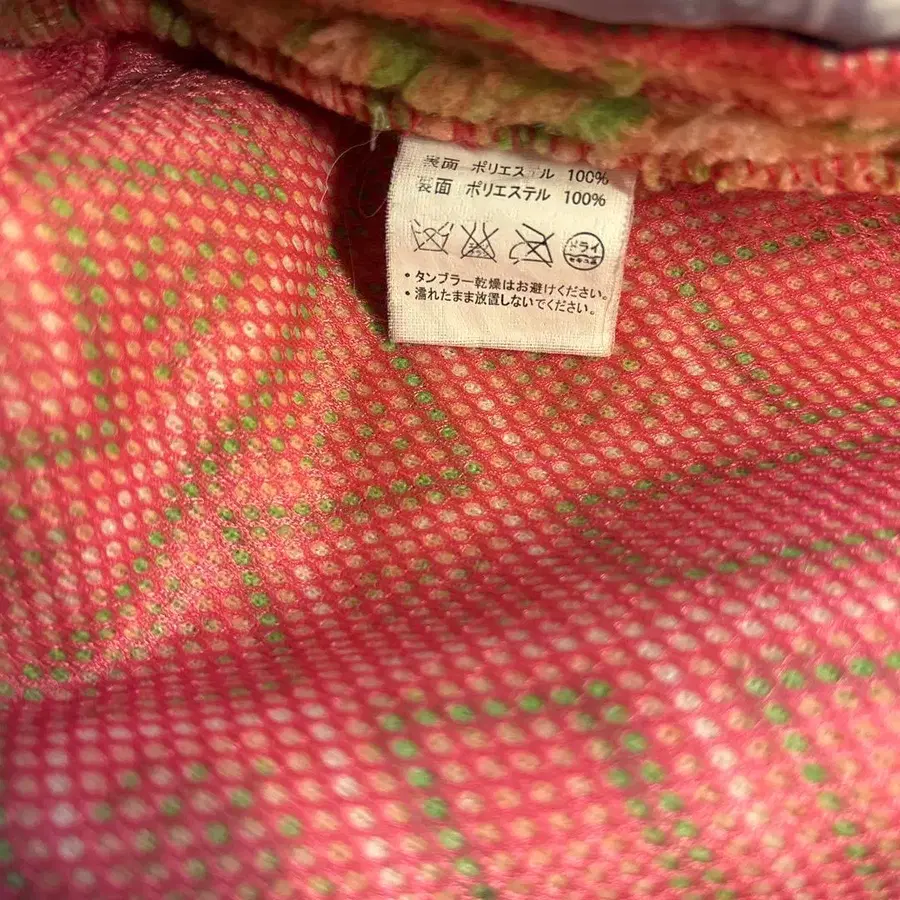 表面 ポリエステル 100%
裏面 ポリエステル 100%
ドライ
・タンブラー乾燥はお避けください。
・濡れたまま放置しないでください。